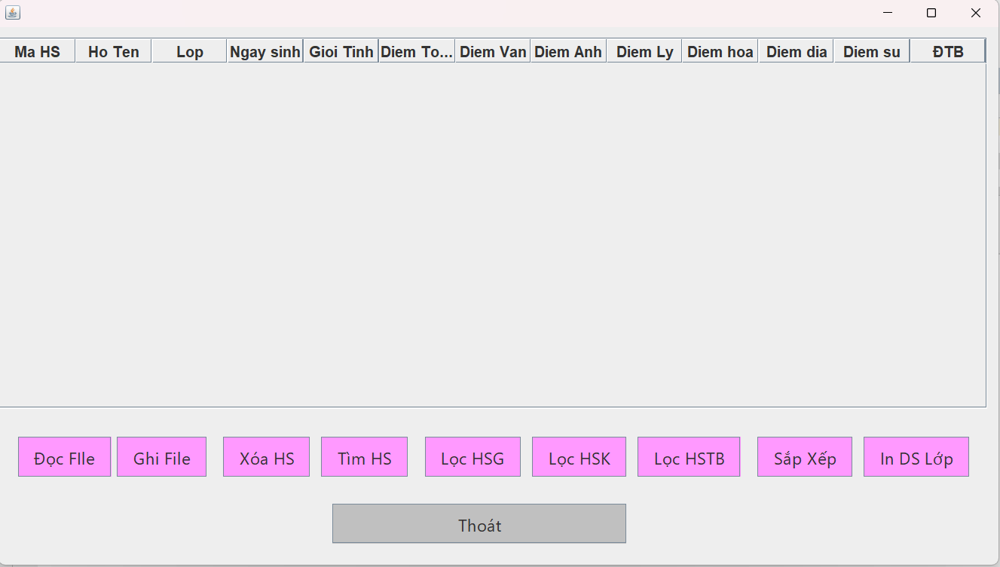 Ma HS Ho Ten Lop Ngay sinh Gioi Tinh Diem To... Diem Van Diem Anh Diem Ly Diem hoa Diem dia Diem su ĐTB
Đọc FIle Ghi File Xóa HS Tìm HS Lọc HSG Lọc HSK Lọc HSTB Sắp Xếp In DS Lớp
Thoát